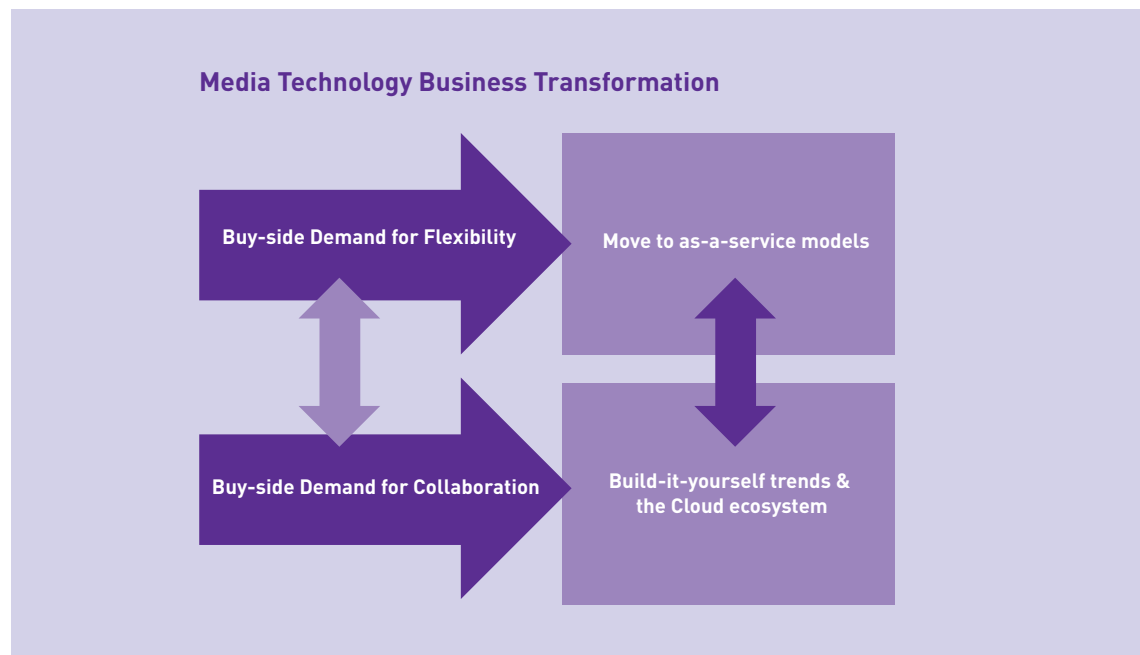 Media Technology Business Transformation
Buy-side Demand for Flexibility
Move to as-a-service models
Buy-side Demand for Collaboration
Build-it-yourself trends &
the Cloud ecosystem